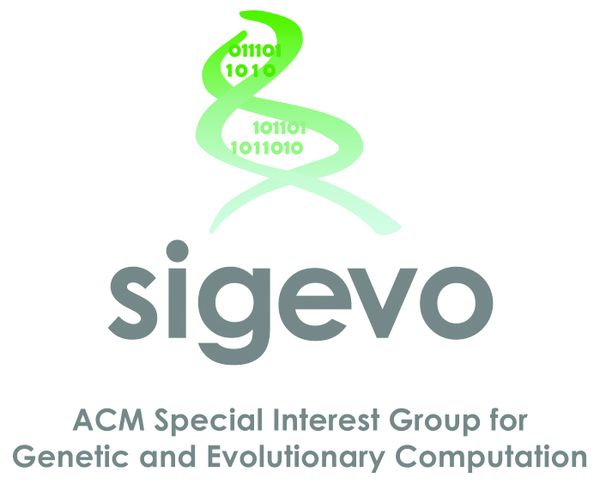 011101
1010
101101
1011010
sigevo
ACM Special Interest Group for
Genetic and Evolutionary Computation